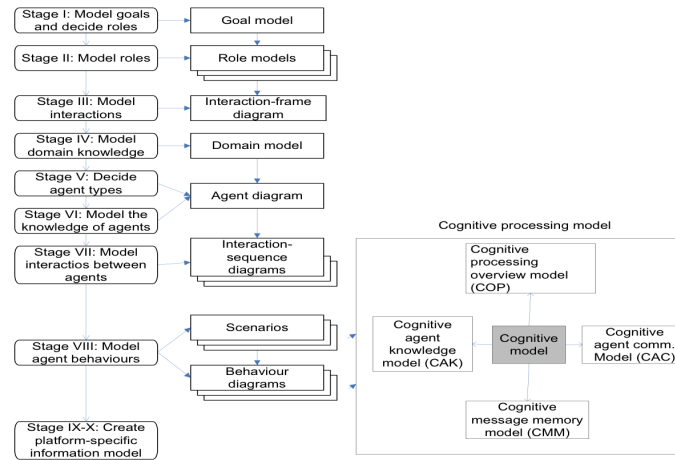 Stage I: Model goals
and decide roles
Goal model
Stage II: Model roles
Role models
Stage III: Model
interactions
Interaction-frame
diagram
Stage IV: Model
domain knowledge
Domain model
Stage V: Decide
agent types
Agent diagram
Stage VI: Model the
knowledge of agents
Stage VII: Model
interactios between
agents
Interaction-
sequence
diagrams
Stage VIII: Model
agent behaviours
Scenarios
Behaviour
diagrams
Stage IX-X: Create
platform-specific
information model
Cognitive processing model
Cognitive
processing
overview model
(COP)
Cognitive
agent
knowledge
model (CAK)
Cognitive
model
Cognitive
agent comm.
Model (CAC)
Cognitive
message memory
model (CMM)